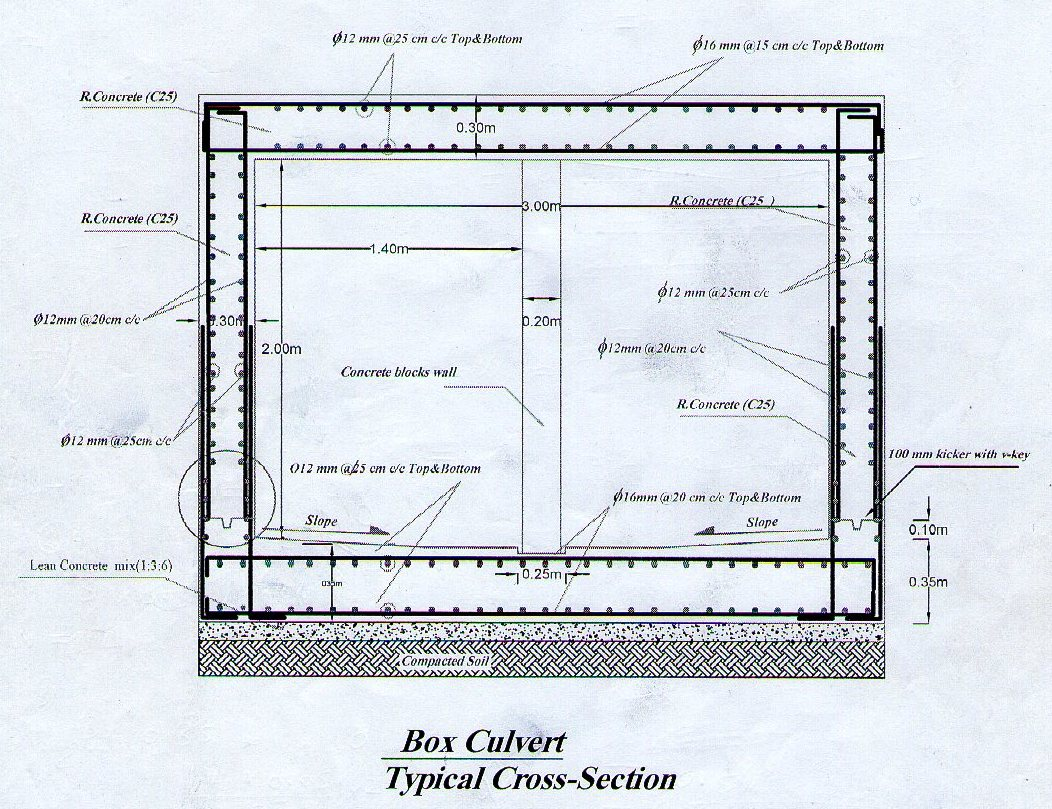 ϕ12 mm @25 cm c/c Top&Bottom
ϕ16 mm @15 cm c/c Top&Bottom
R.Concrete (C25)
0.30m
R.Concrete (C25)
3.00m
R.Concrete (C25 )
1.40m
ϕ12 mm @25cm c/c
Ø12mm @20cm c/c
0.30m
0.20m
2.00m
ϕ12mm @20cm c/c
Concrete blocks wall
R.Concrete (C25)
Ø12 mm @25cm c/c
100 mm kicker with v-key
O12 mm @25 cm c/c Top&Bottom
ϕ16mm @20 cm c/c Top&Bottom
Slope
Slope
0.10m
Lean Concrete mix(1:3:6)
0.25m
0.35m
Compacted Soil
Box Culvert
Typical Cross-Section